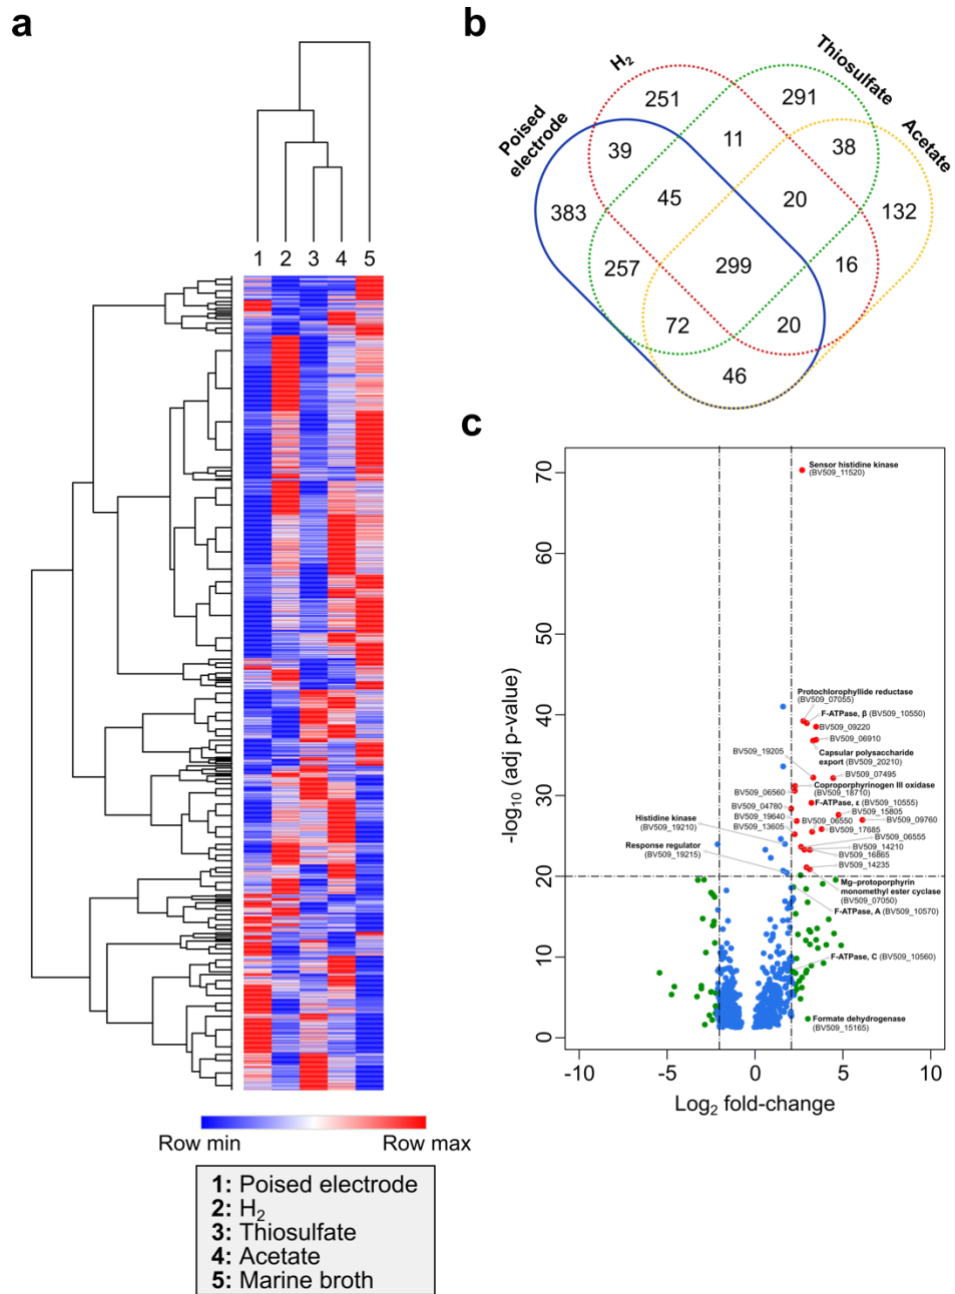 a
1 2 3 4 5
Row min Row max
1: Poised electrode
2: H₂
3: Thiosulfate
4: Acetate
5: Marine broth
b
Poised
electrode
H₂
Thiosulfate
Acetate
251 291
39 11 38
383 45 20 132
257 299 16
72 20
46
c
-log₁₀ (adj p-value)
70
60
50
40
30
20
10
0
-10 -5 0 5 10
Log₂ fold-change
Sensor histidine kinase
(BV509_11520)
Protochlorophyllide reductase
(BV509_07055)
F-ATPase, β (BV509_10550)
BV509_09220
BV509_06910
Capsular polysaccharide
export (BV509_20210)
BV509_19205
BV509_07495
Coproporphyrinogen III oxidase
(BV509_18710)
BV509_06560
F-ATPase, ε (BV509_10555)
BV509_04780
BV509_15805
BV509_19640
BV509_06550
BV509_09760
BV509_13605
BV509_17685
Histidine kinase
(BV509_19210)
BV509_06555
BV509_14210
Response regulator
(BV509_19215)
BV509_16865
BV509_14235
Mg–protoporphyrin
monomethyl ester cyclase
(BV509_07050)
F-ATPase, A (BV509_10570)
F-ATPase, C (BV509_10560)
Formate dehydrogenase
(BV509_15165)